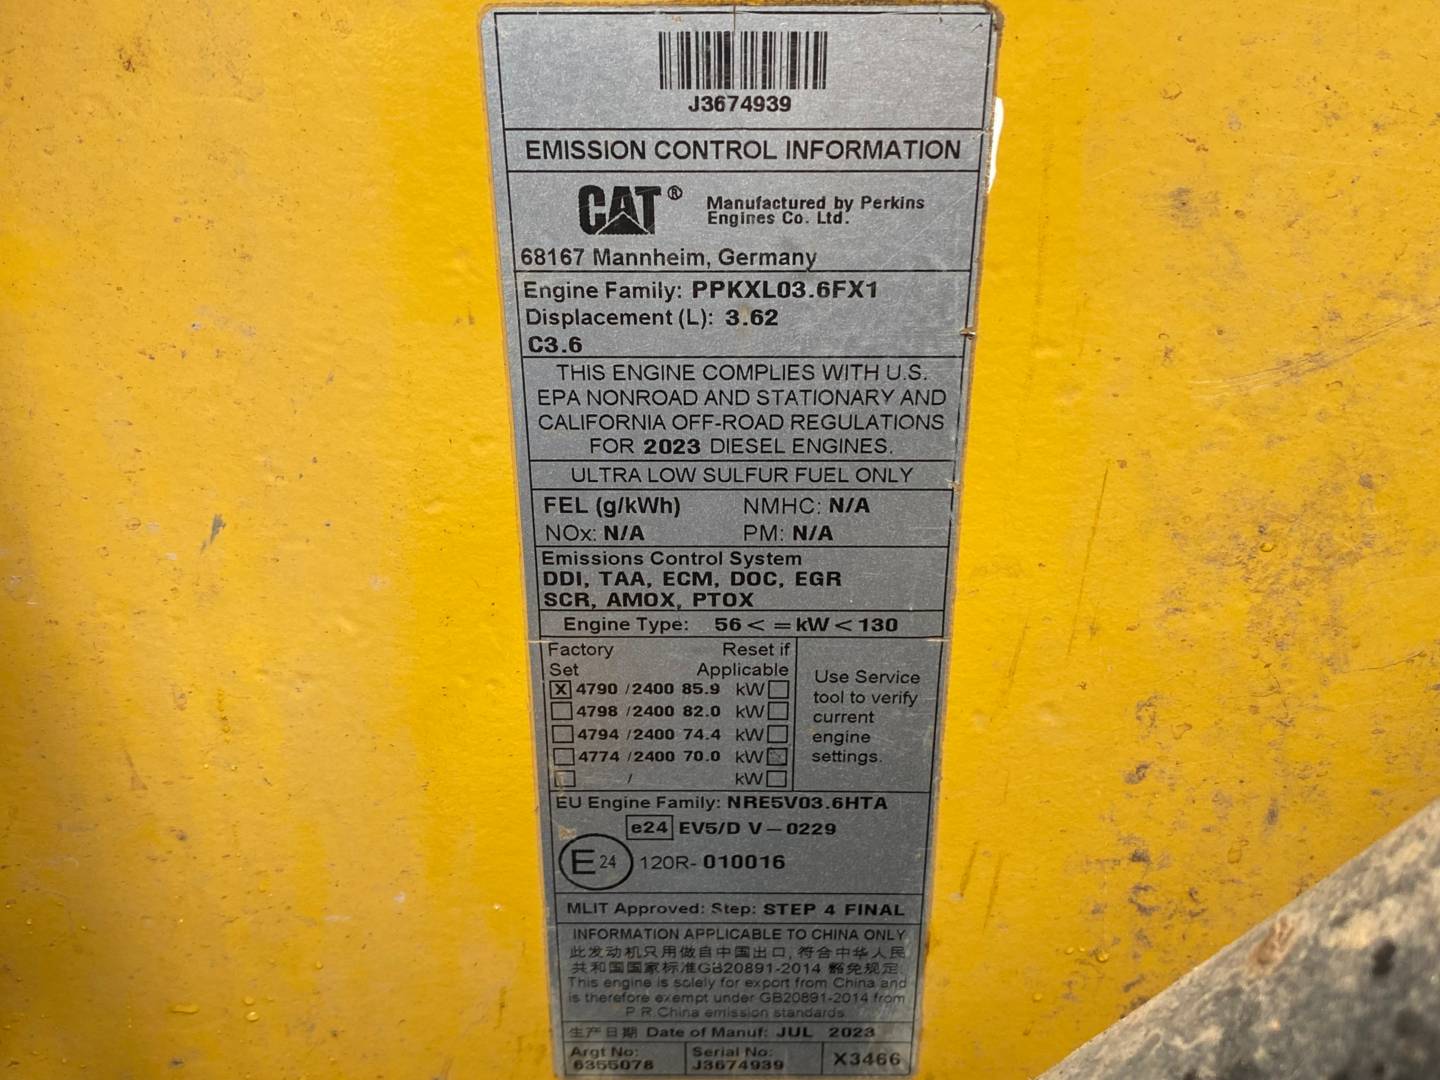 J3674939
EMISSION CONTROL INFORMATION
CAT® Manufactured by Perkins
Engines Co. Ltd.
68167 Mannheim, Germany
Engine Family: PPKXL03.6FX1
Displacement (L): 3.62
C3.6
THIS ENGINE COMPLIES WITH U.S.
EPA NONROAD AND STATIONARY AND
CALIFORNIA OFF-ROAD REGULATIONS
FOR 2023 DIESEL ENGINES.
ULTRA LOW SULFUR FUEL ONLY
FEL (g/kWh) NMHC: N/A
NOx: N/A PM: N/A
Emissions Control System
DDI, TAA, ECM, DOC, EGR
SCR, AMOX, PTOX
Engine Type: 56 < = kW < 130
Factory Reset if
Set Applicable
X 4790 /2400 85.9 kW
4798 /2400 82.0 kW
4794 /2400 74.4 kW
4774 /2400 70.0 kW
/ kW
Use Service
tool to verify
current
engine
settings.
EU Engine Family: NRE5V03.6HTA
e24 EV5/D V-0229
E24 120R-010016
MLIT Approved: Step: STEP 4 FINAL
INFORMATION APPLICABLE TO CHINA ONLY
此发动机只用做自中国出口,符合中华人民
共和国国家标准GB20891-2014 豁免规定
This engine is solely for export from China and
is therefore exempt under GB20891-2014 from
P R China emission standards
生产日期 Date of Manuf: JUL 2023
Argt No: Serial No:
6355078 J3674939 X3466